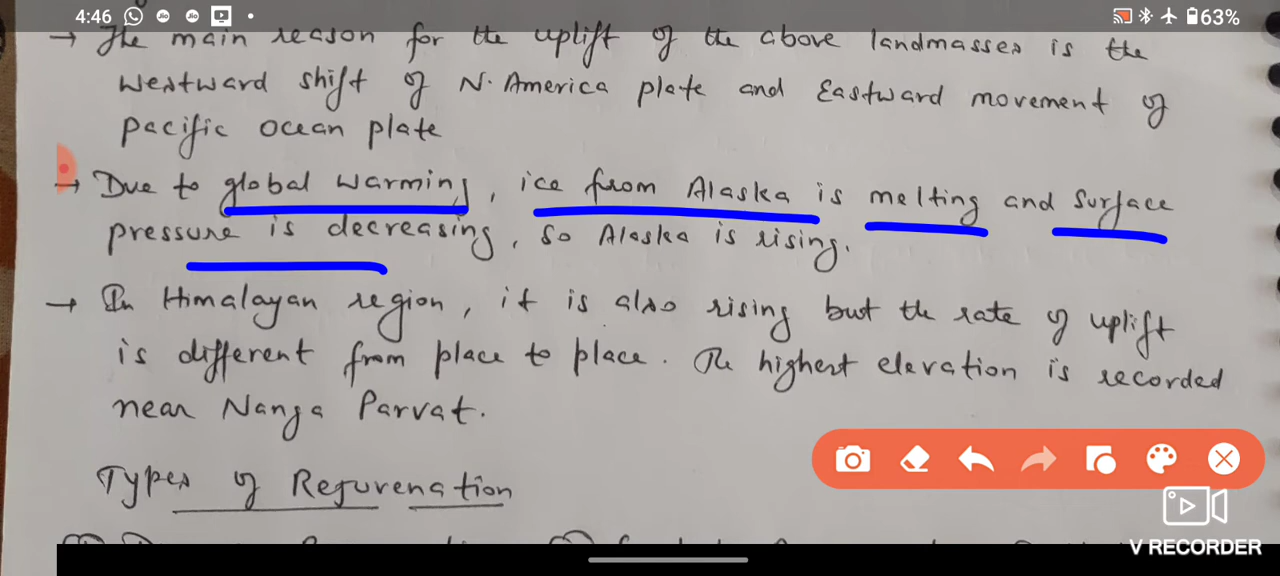 4:46
63%
→ The main reason for the uplift of the above landmasses is the
westward shift of N. America plate and Eastward movement of
pacific ocean plate
→ Due to global warming, ice from Alaska is melting and surface
pressure is decreasing, so Alaska is rising.
→ In Himalayan region, it is also rising but the rate of uplift
is different from place to place. The highest elevation is recorded
near Nanga Parvat.
Types of Rejuvenation
V RECORDER